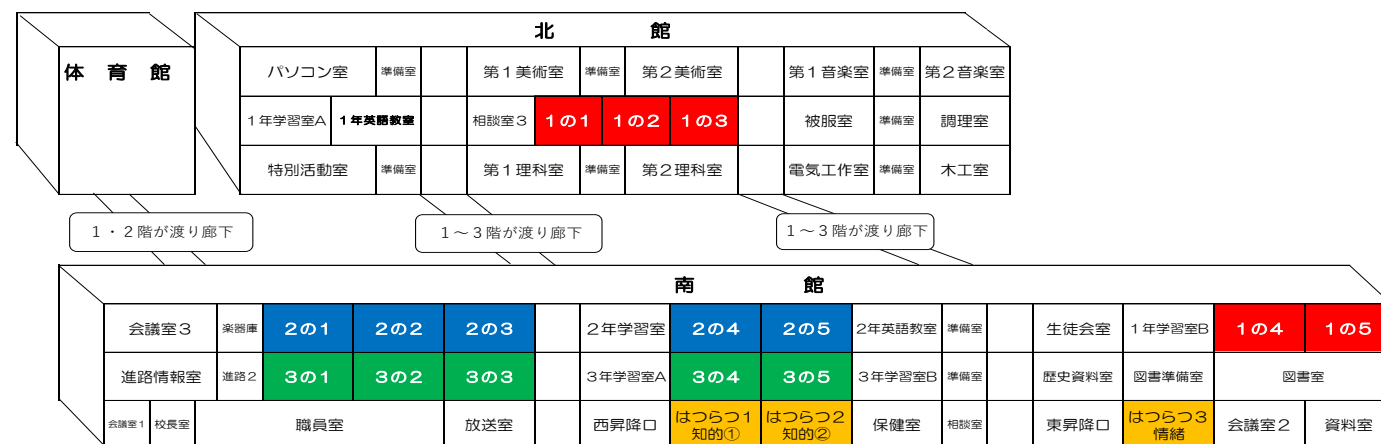 北 館
体 育 館
パソコン室 準備室 第1美術室 準備室 第2美術室 第1音楽室 準備室 第2音楽室
1年学習室A 1年英語教室 相談室3 1の1 1の2 1の3 被服室 準備室 調理室
特別活動室 準備室 第1理科室 準備室 第2理科室 電気工作室 準備室 木工室
1・2階が渡り廊下 1~3階が渡り廊下 1~3階が渡り廊下
南 館
会議室3 楽器庫 2の1 2の2 2の3 2年学習室 2の4 2の5 2年英語教室 準備室 生徒会室 1年学習室B 1の4 1の5
進路情報室 進路2 3の1 3の2 3の3 3年学習室A 3の4 3の5 3年学習室B 準備室 歴史資料室 図書準備室 図書室
会議室1 校長室 職員室 放送室 西昇降口 はつらつ1 はつらつ2 保健室 相談室 東昇降口 はつらつ3 会議室2 資料室
知的① 知的② 情緒